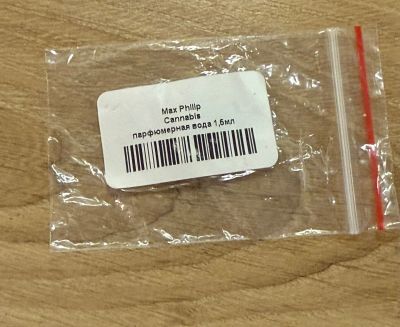 Max Philip
Cannabis
парфюмерная вода 1,5мл